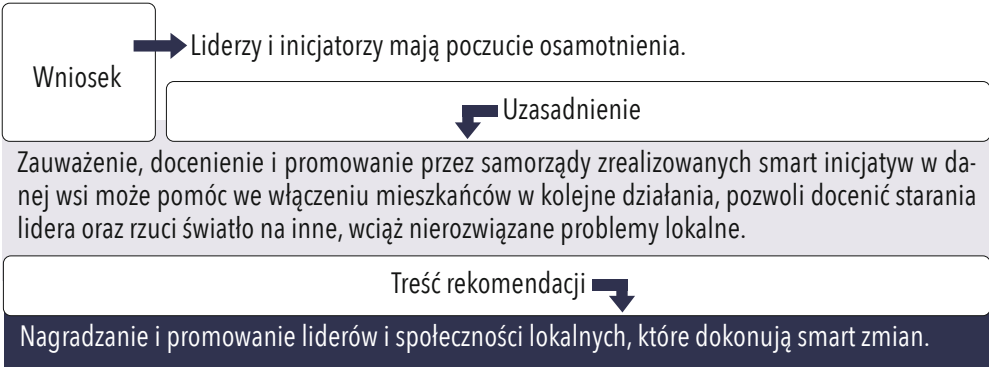 Wniosek
Liderzy i inicjatorzy mają poczucie osamotnienia.
Uzasadnienie
Zauważenie, docenienie i promowanie przez samorządy zrealizowanych smart inicjatyw w da-
nej wsi może pomóc we włączeniu mieszkańców w kolejne działania, pozwoli docenić starania
lidera oraz rzuci światło na inne, wciąż nierozwiązane problemy lokalne.
Treść rekomendacji
Nagradzanie i promowanie liderów i społeczności lokalnych, które dokonują smart zmian.